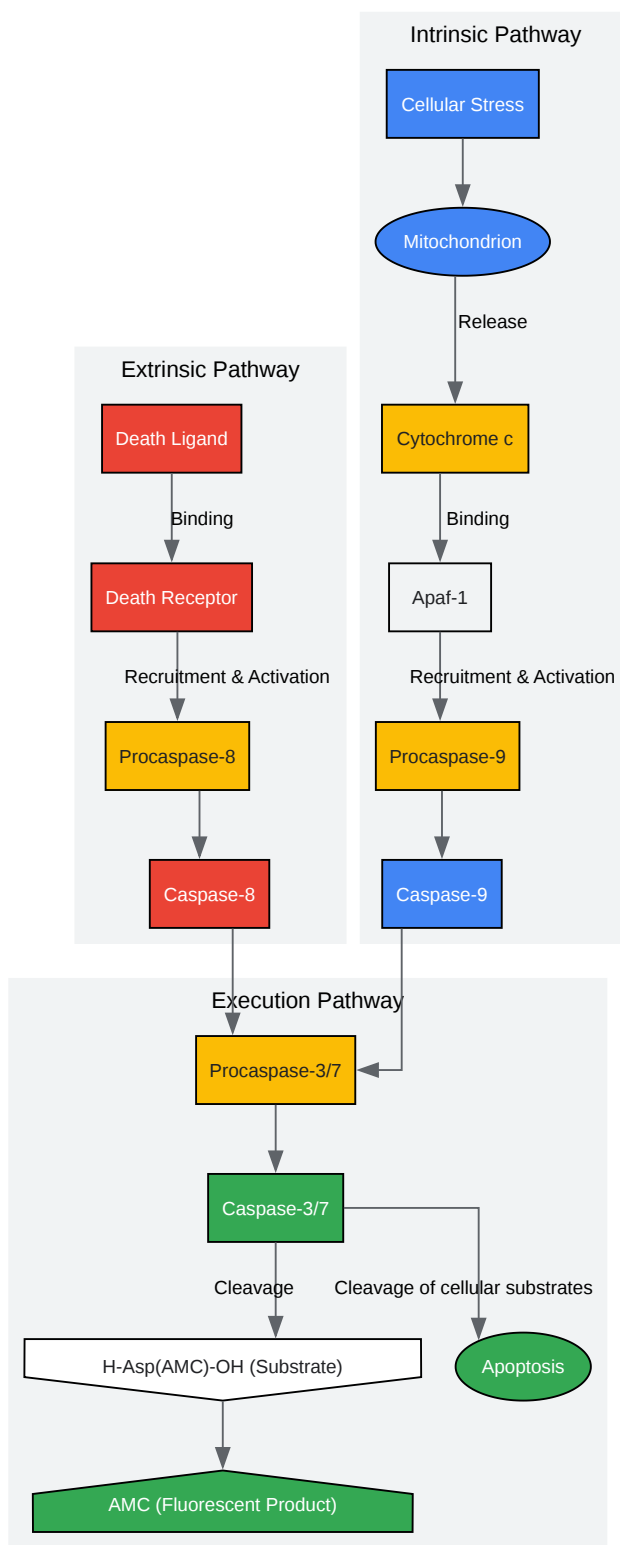 Intrinsic Pathway
Cellular Stress
Mitochondrion
Release
Cytochrome c
Binding
Apaf-1
Recruitment & Activation
Procaspase-9
Caspase-9
Extrinsic Pathway
Death Ligand
Binding
Death Receptor
Recruitment & Activation
Procaspase-8
Caspase-8
Execution Pathway
Procaspase-3/7
Caspase-3/7
Cleavage
Cleavage of cellular substrates
H-Asp(AMC)-OH (Substrate)
Apoptosis
AMC (Fluorescent Product)